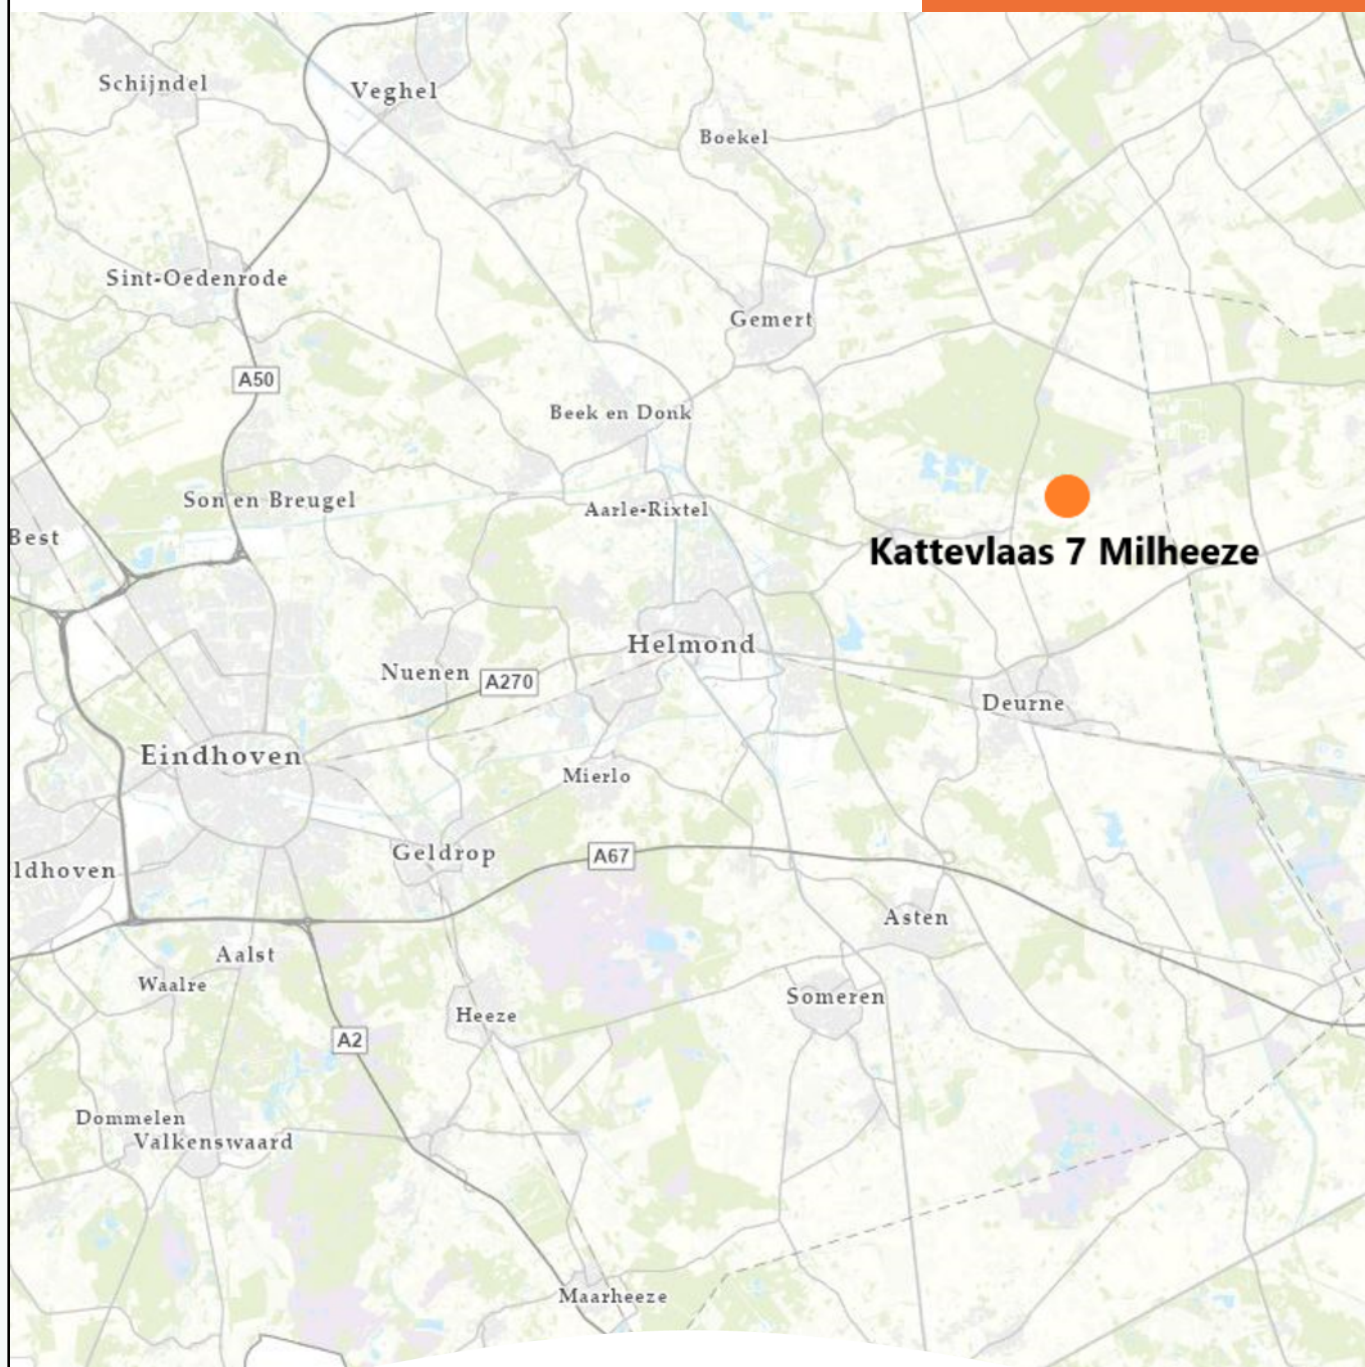 Schijndel
Veghel
Boekel
Sint-Oedenrode
Gemert
A50
Beek en Donk
Son en Breugel
Aarle-Rixtel
Best
Kattevlaas 7 Milheeze
Helmond
Nuenen
A270
Deurne
Eindhoven
Mierlo
Geldrop
A67
ldhoven
Asten
Aalst
Waalre
Someren
Heeze
A2
Dommelen
Valkenswaard
Maarheeze